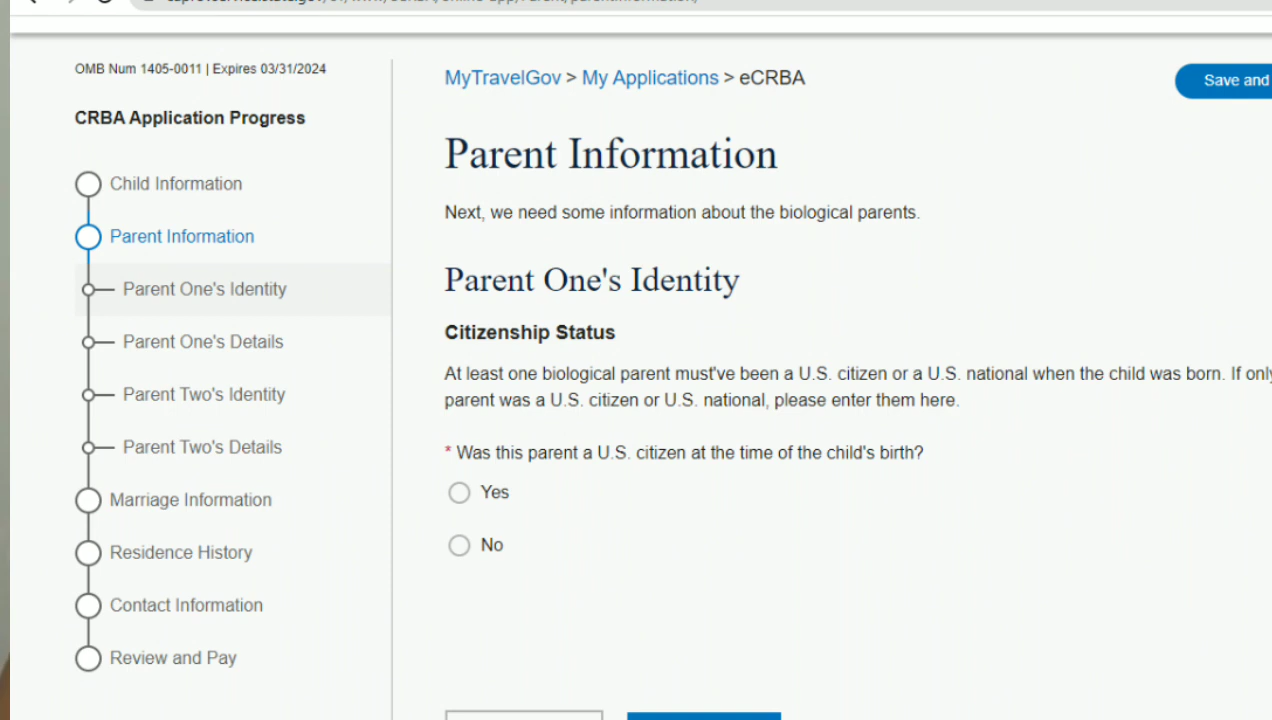 OMB Num 1405-0011 | Expires 03/31/2024
CRBA Application Progress
Child Information
Parent Information
Parent One's Identity
Parent One's Details
Parent Two's Identity
Parent Two's Details
Marriage Information
Residence History
Contact Information
Review and Pay
MyTravelGov > My Applications > eCRBA
Save and
Parent Information
Next, we need some information about the biological parents.
Parent One's Identity
Citizenship Status
At least one biological parent must've been a U.S. citizen or a U.S. national when the child was born. If only
parent was a U.S. citizen or U.S. national, please enter them here.
* Was this parent a U.S. citizen at the time of the child's birth?
Yes
No